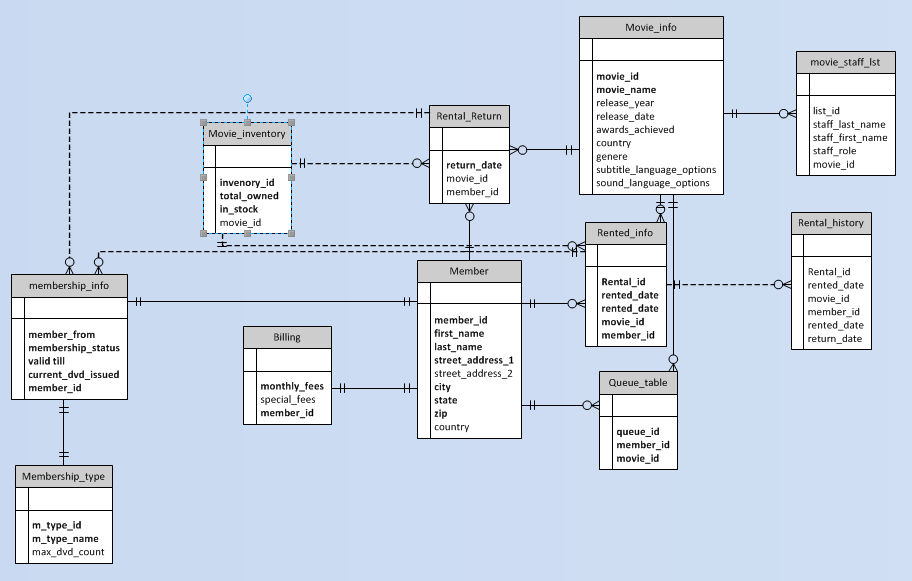 Movie_info
movie_id
movie_name
release_year
release_date
awards_achieved
country
genere
subtitle_language_options
sound_language_options
movie_staff_lst
list_id
staff_last_name
staff_first_name
staff_role
movie_id
Rental_Return
return_date
movie_id
member_id
Movie_inventory
invenory_id
total_owned
in_stock
movie_id
Rented_info
Rental_id
rented_date
rented_date
movie_id
member_id
Rental_history
Rental_id
rented_date
movie_id
member_id
rented_date
return_date
membership_info
member_from
membership_status
valid till
current_dvd_issued
member_id
Member
member_id
first_name
last_name
street_address_1
street_address_2
city
state
zip
country
Billing
monthly_fees
special_fees
member_id
Queue_table
queue_id
member_id
movie_id
Membership_type
m_type_id
m_type_name
max_dvd_count